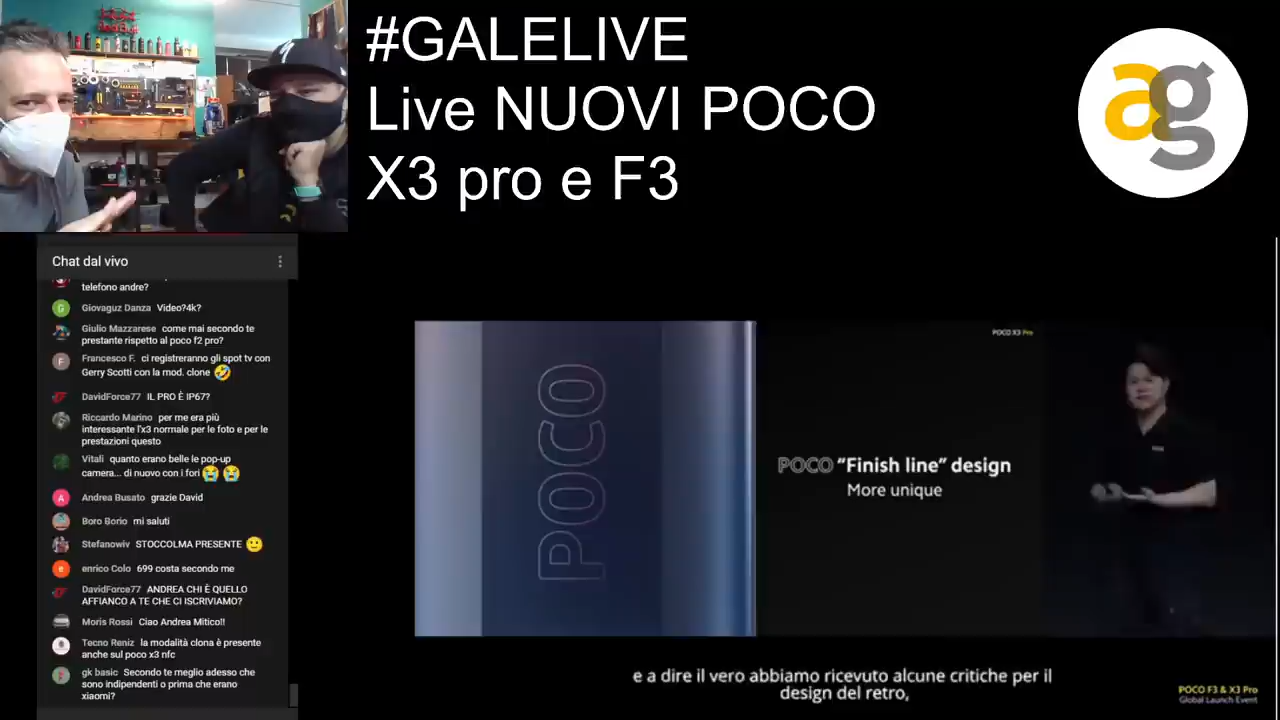 #GALELIVE
Live NUOVI POCO
X3 pro e F3
ag
Chat dal vivo
telefono andre?
G Giovaguz Danza Video?4k?
Giulio Mazzarese come mai secondo te
prestante rispetto al poco f2 pro?
F Francesco F. ci registreranno gli spot tv con
Gerry Scotti con la mod. clone 🤣
DavidForce77 IL PRO È IP67?
Riccardo Marino per me era più
interessante l'x3 normale per le foto e per le
prestazioni questo
Vitali quanto erano belle le pop-up
camera... di nuovo con i fori 😭 😭
A Andrea Busato grazie David
Boro Borio mi saluti
Stefanowiv STOCCOLMA PRESENTE 🙂
e enrico Colo 699 costa secondo me
DavidForce77 ANDREA CHI È QUELLO
AFFIANCO A TE CHE CI ISCRIVIAMO?
Moris Rossi Ciao Andrea Mitico!!
Tecno Reniz la modalità clona è presente
anche sul poco x3 nfc
gk basic Secondo te meglio adesso che
sono indipendenti o prima che erano
xiaomi?
POCO
POCO X3 Pro
POCO “Finish line” design
More unique
e a dire il vero abbiamo ricevuto alcune critiche per il
design del retro,
POCO F3 & X3 Pro
Global Launch Event